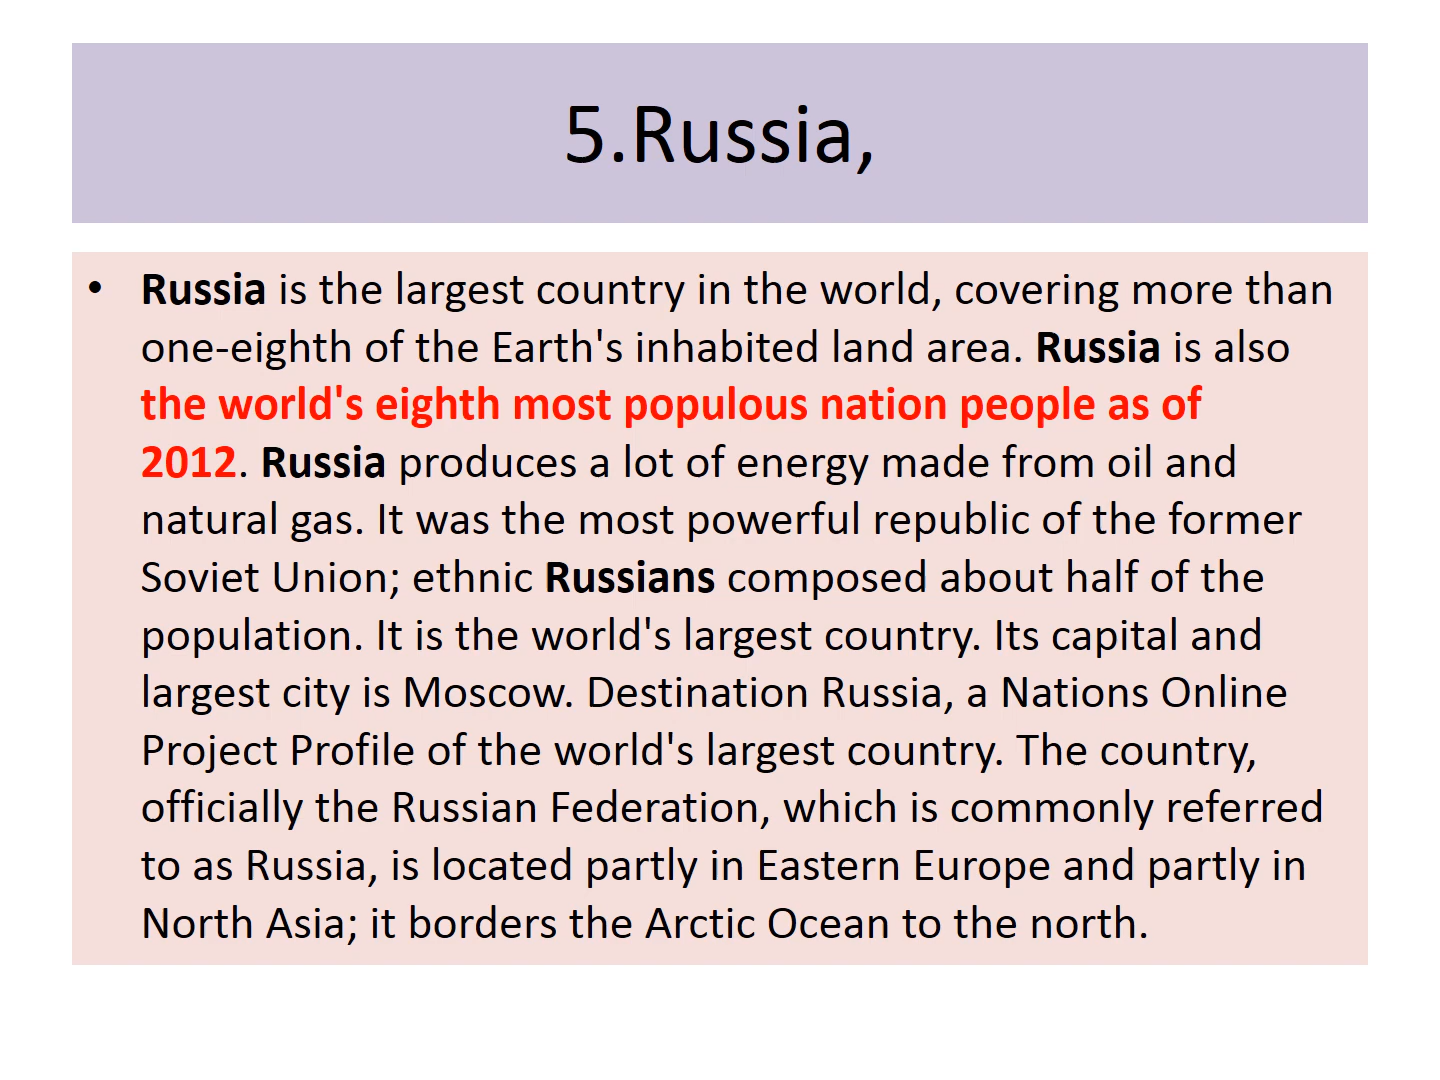 5.Russia,
• Russia is the largest country in the world, covering more than
one-eighth of the Earth's inhabited land area. Russia is also
the world's eighth most populous nation people as of
2012. Russia produces a lot of energy made from oil and
natural gas. It was the most powerful republic of the former
Soviet Union; ethnic Russians composed about half of the
population. It is the world's largest country. Its capital and
largest city is Moscow. Destination Russia, a Nations Online
Project Profile of the world's largest country. The country,
officially the Russian Federation, which is commonly referred
to as Russia, is located partly in Eastern Europe and partly in
North Asia; it borders the Arctic Ocean to the north.